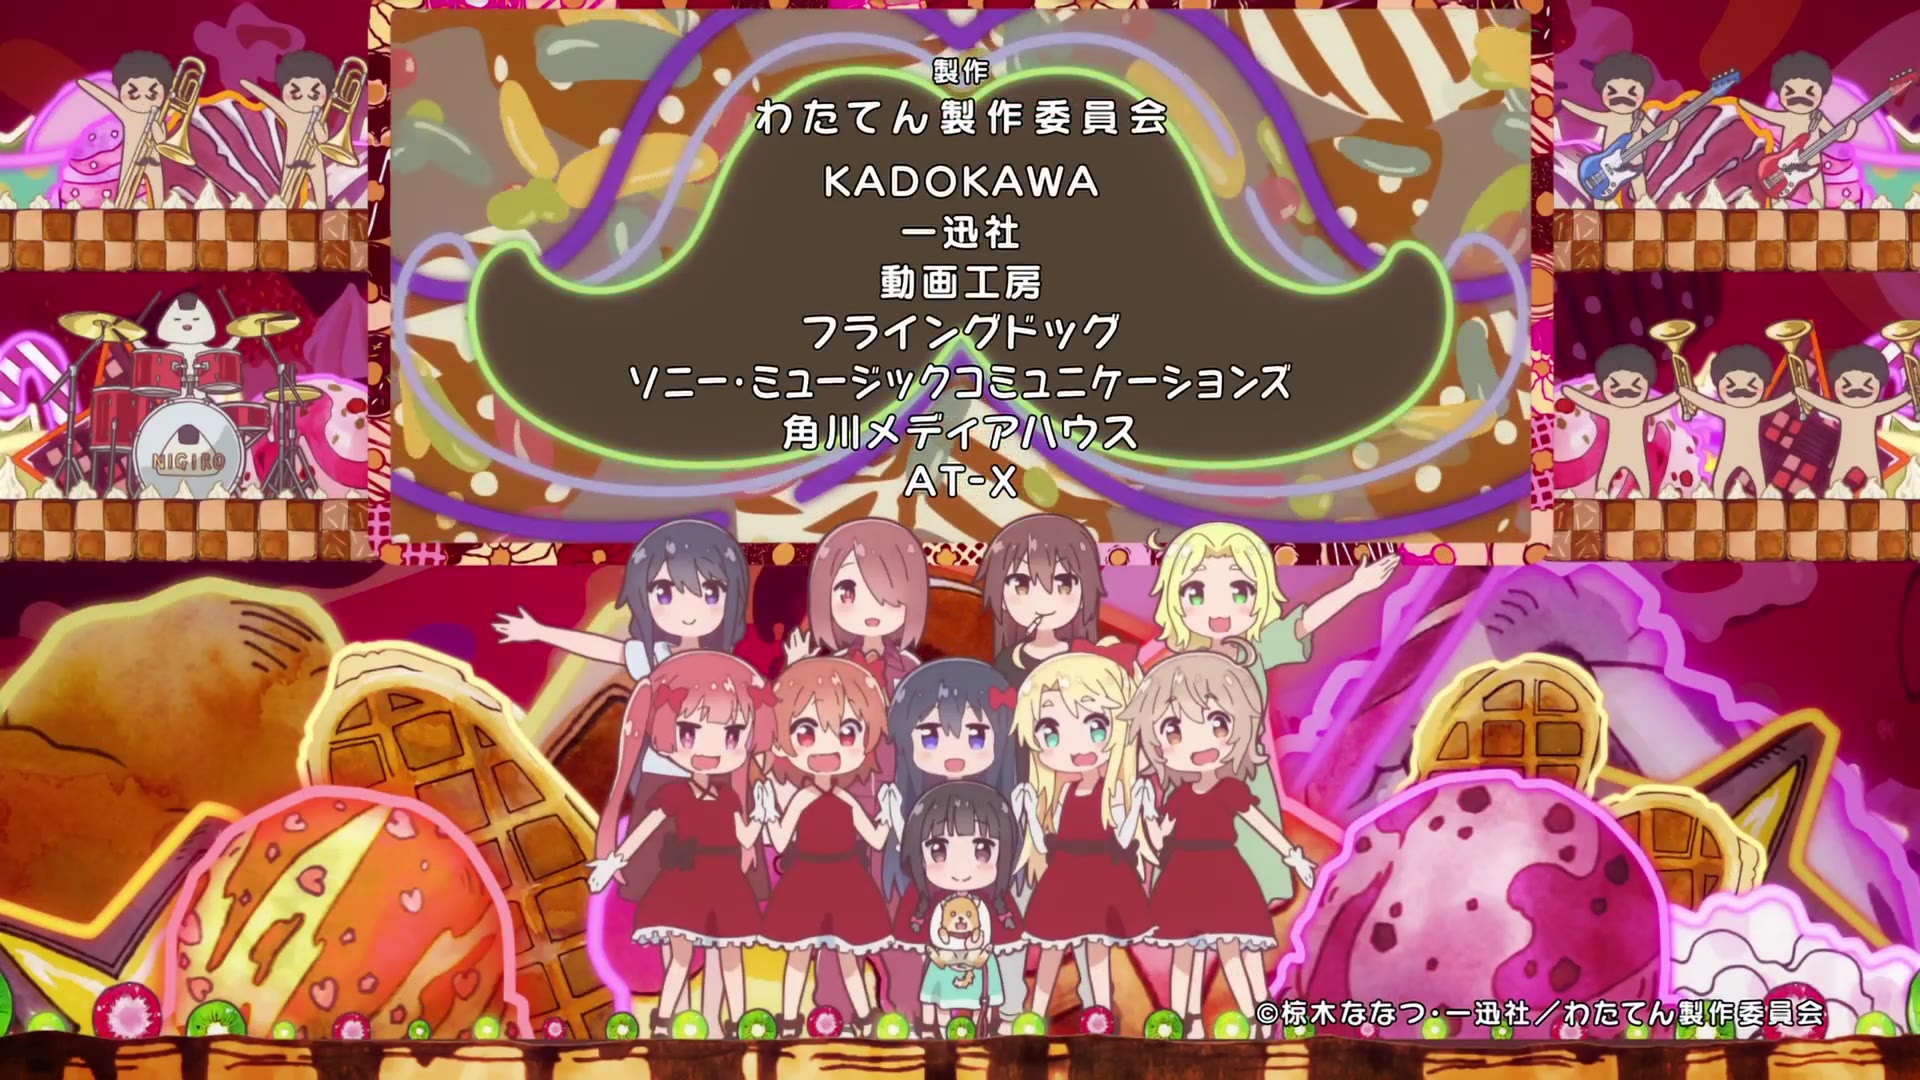 製作
わたてん製作委員会
KADOKAWA
一迅社
動画工房
フライングドッグ
ソニー・ミュージックコミュニケーションズ
角川メディアハウス
AT-X
NIGIRO
©椋木ななつ・一迅社／わたてん製作委員会